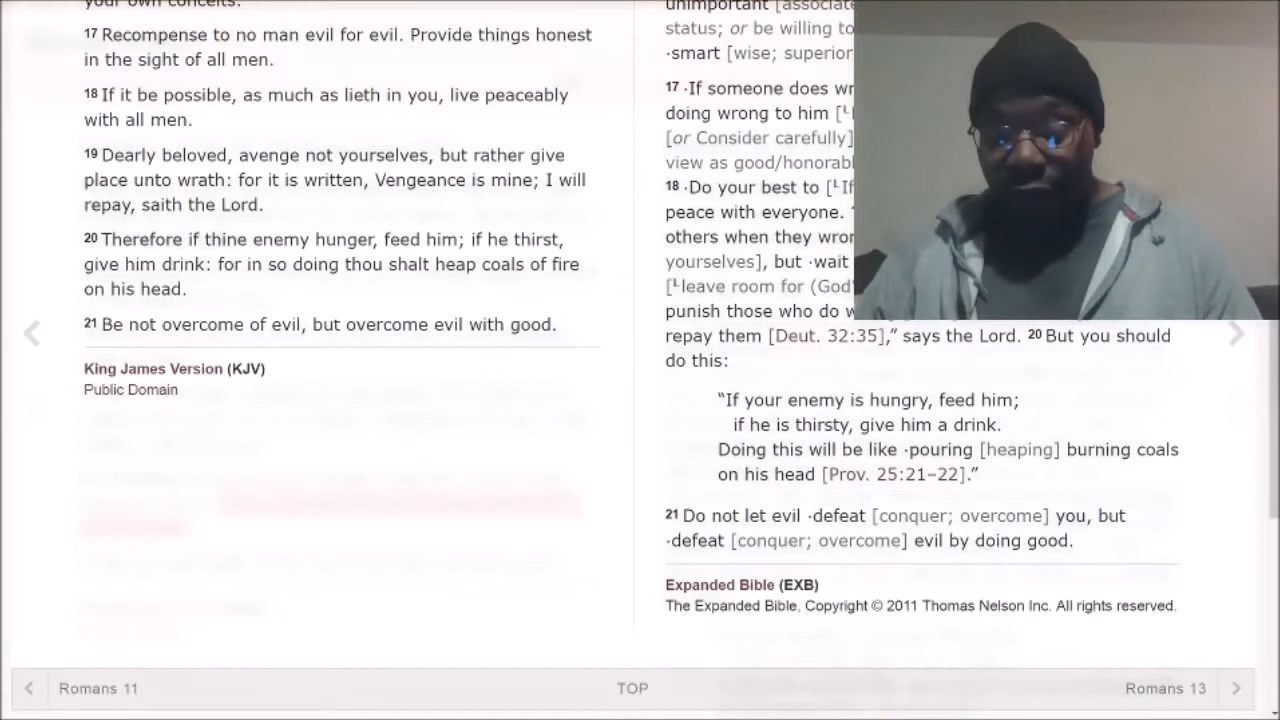 your own conceits.
17 Recompense to no man evil for evil. Provide things honest
in the sight of all men.
18 If it be possible, as much as lieth in you, live peaceably
with all men.
19 Dearly beloved, avenge not yourselves, but rather give
place unto wrath: for it is written, Vengeance is mine; I will
repay, saith the Lord.
20 Therefore if thine enemy hunger, feed him; if he thirst,
give him drink: for in so doing thou shalt heap coals of fire
on his head.
21 Be not overcome of evil, but overcome evil with good.
King James Version (KJV)
Public Domain
unimportant [associate
status; or be willing to
·smart [wise; superior
17 ·If someone does wr
doing wrong to him [L
[or Consider carefully]
view as good/honorabl
18 ·Do your best to [LIf
peace with everyone.
others when they wron
yourselves], but ·wait
[Lleave room for (God'
punish those who do w
repay them [Deut. 32:35],” says the Lord. 20 But you should
do this:
“If your enemy is hungry, feed him;
if he is thirsty, give him a drink.
Doing this will be like ·pouring [heaping] burning coals
on his head [Prov. 25:21–22].”
21 Do not let evil ·defeat [conquer; overcome] you, but
·defeat [conquer; overcome] evil by doing good.
Expanded Bible (EXB)
The Expanded Bible, Copyright © 2011 Thomas Nelson Inc. All rights reserved.
Romans 11
TOP
Romans 13